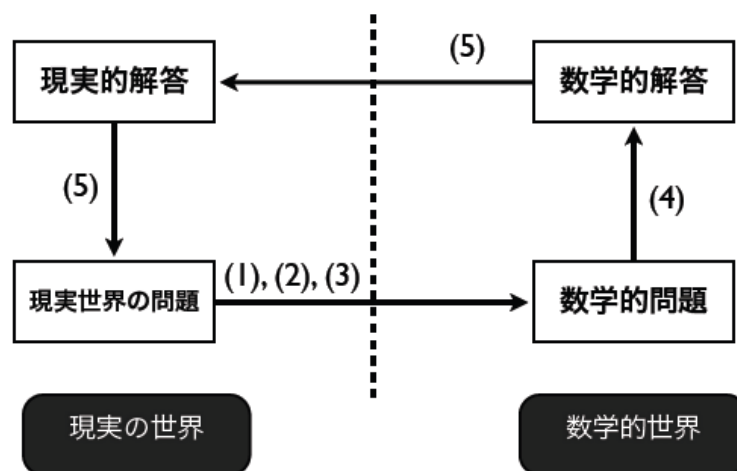 (5)
現実的解答
数学的解答
(5)
(4)
(1), (2), (3)
現実世界の問題
数学的問題
現実の世界
数学的世界